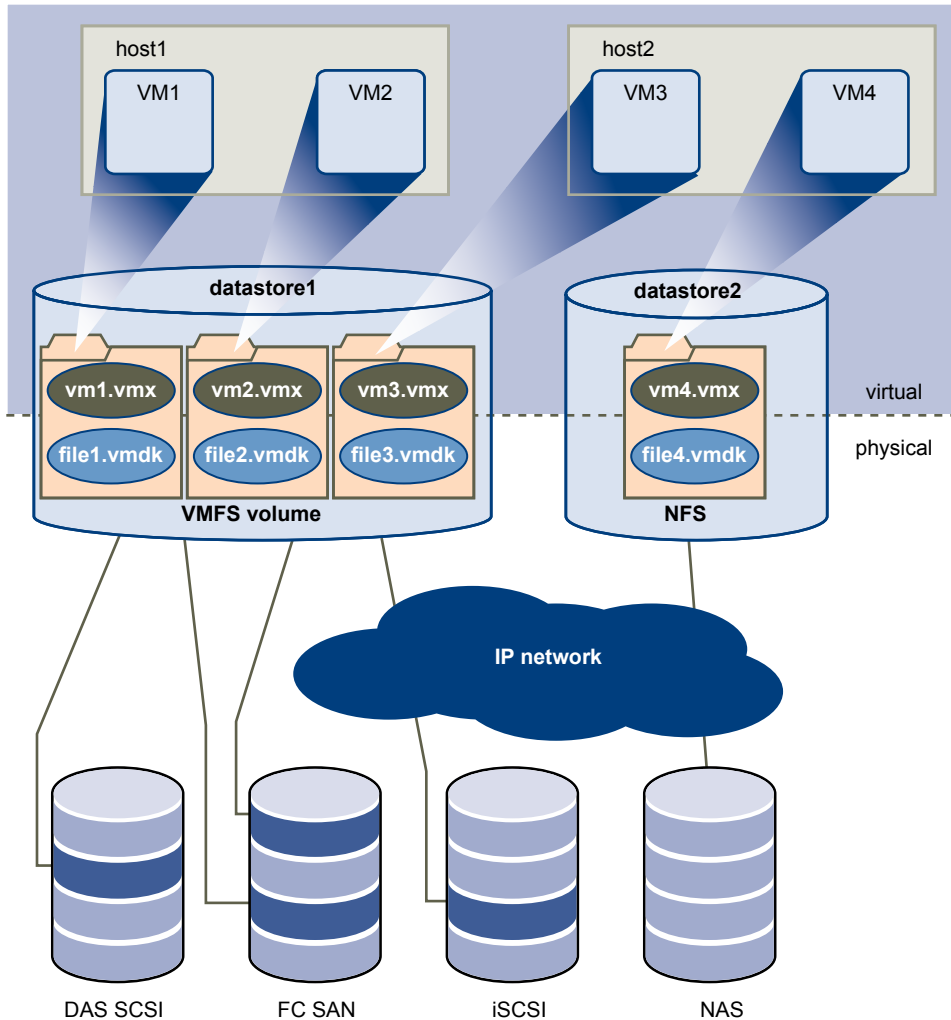 host1
host2
VM1
VM2
VM3
VM4
datastore1
datastore2
vm1.vmx
vm2.vmx
vm3.vmx
vm4.vmx
virtual
physical
file1.vmdk
file2.vmdk
file3.vmdk
file4.vmdk
VMFS volume
NFS
IP network
DAS SCSI
FC SAN
iSCSI
NAS